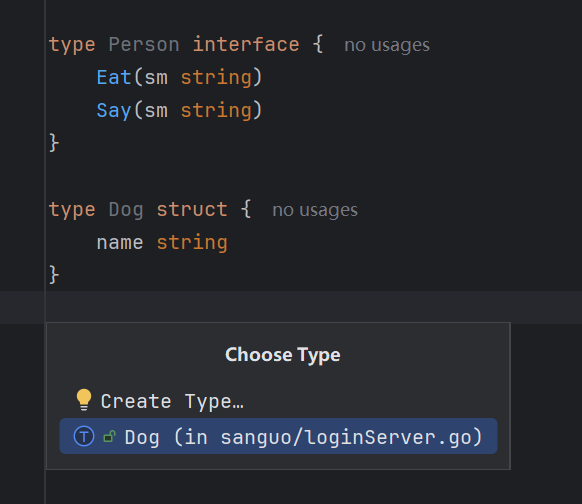 type Person interface { no usages
    Eat(sm string)
    Say(sm string)
}
type Dog struct { no usages
    name string
}
Choose Type
Create Type…
T Dog (in sanguo/loginServer.go)